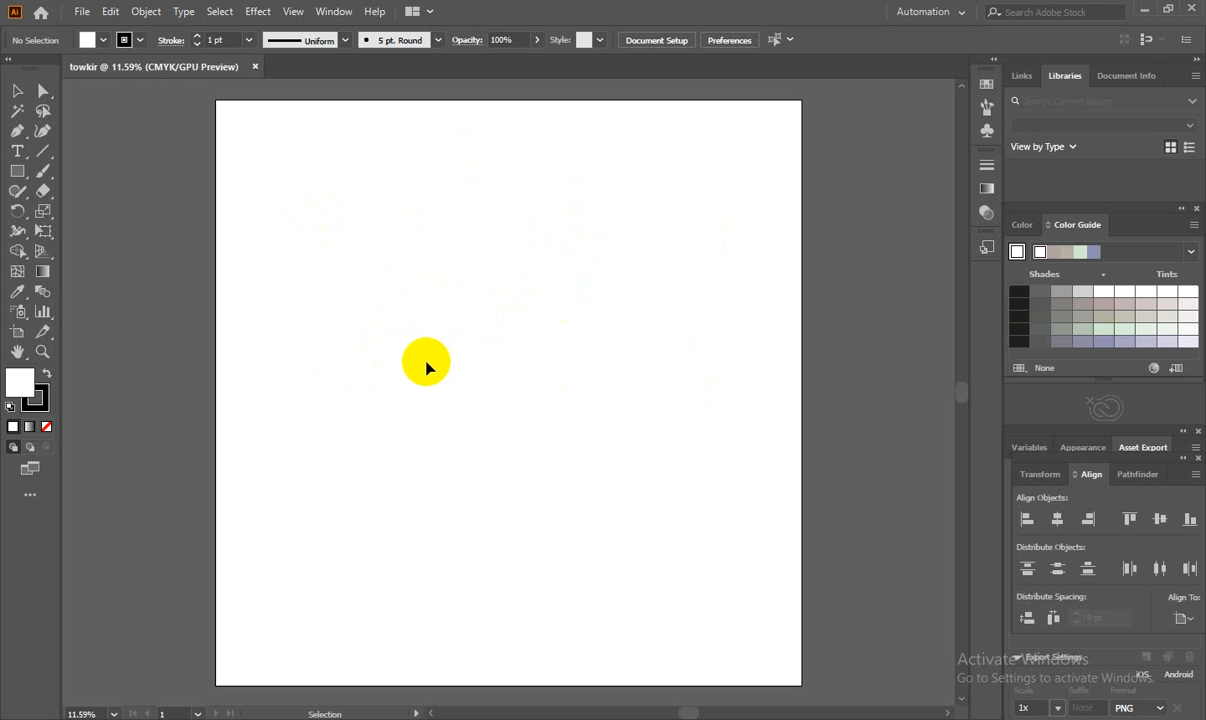 Ai File Edit Object Type Select Effect View Window Help Automation Search Adobe Stock
No Selection Stroke: 1 pt Uniform 5 pt. Round Opacity: 100% Style: Document Setup Preferences
towkir @ 11.59% (CMYK/GPU Preview)
Links Libraries Document Info
Search Current Library
View by Type
Color Color Guide
Shades Tints
None
Variables Appearance Asset Export
Transform Align Pathfinder
Align Objects:
Distribute Objects:
Distribute Spacing: Align To:
0 pt
Export Settings
Activate Windows
Go to Settings to activate Windows.
iOS Android
Scale Suffix Format
1x None PNG
11.59% 1 Selection